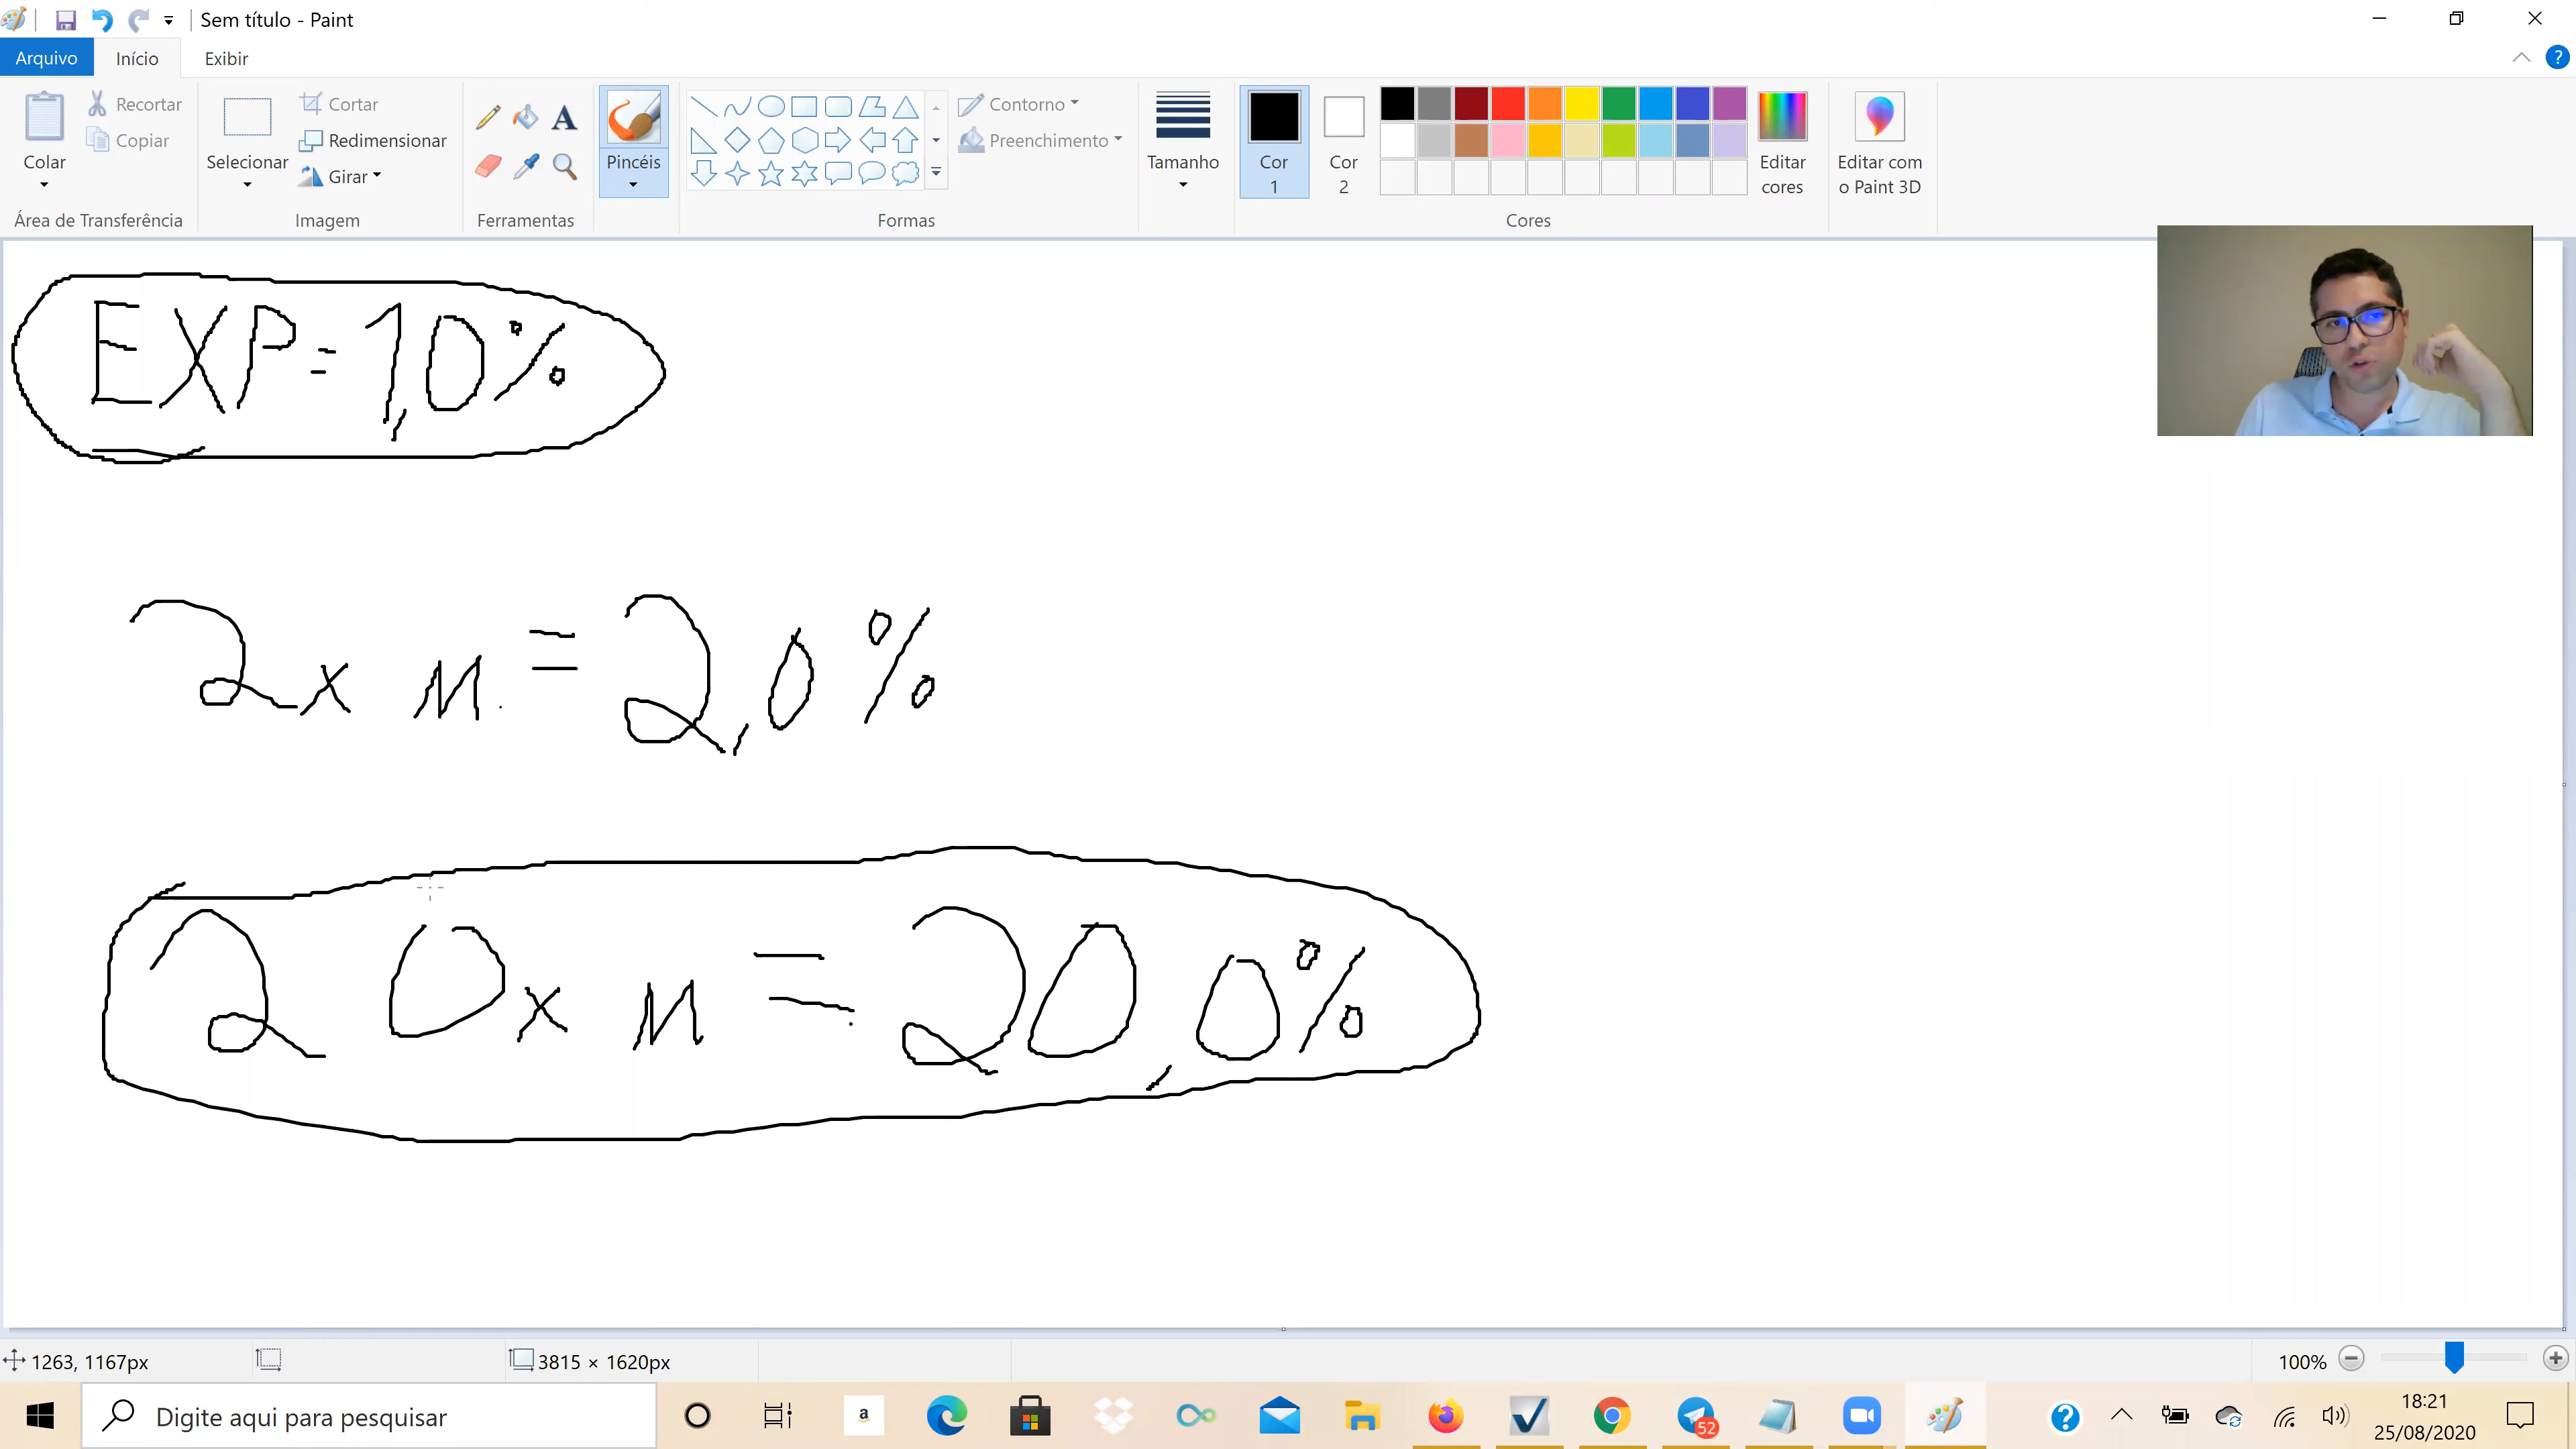 Sem título - Paint
Arquivo Início Exibir
Recortar Cortar Contorno
Copiar Redimensionar Preenchimento
Colar Selecionar Girar Pincéis Tamanho Cor 1 Cor 2 Editar cores Editar com o Paint 3D
Área de Transferência Imagem Ferramentas Formas Cores
EXP=1,0%
2x M. = 2,0%
20x M = 20,0%
1263, 1167px 3815 × 1620px 100%
Digite aqui para pesquisar
a
52
18:21
25/08/2020